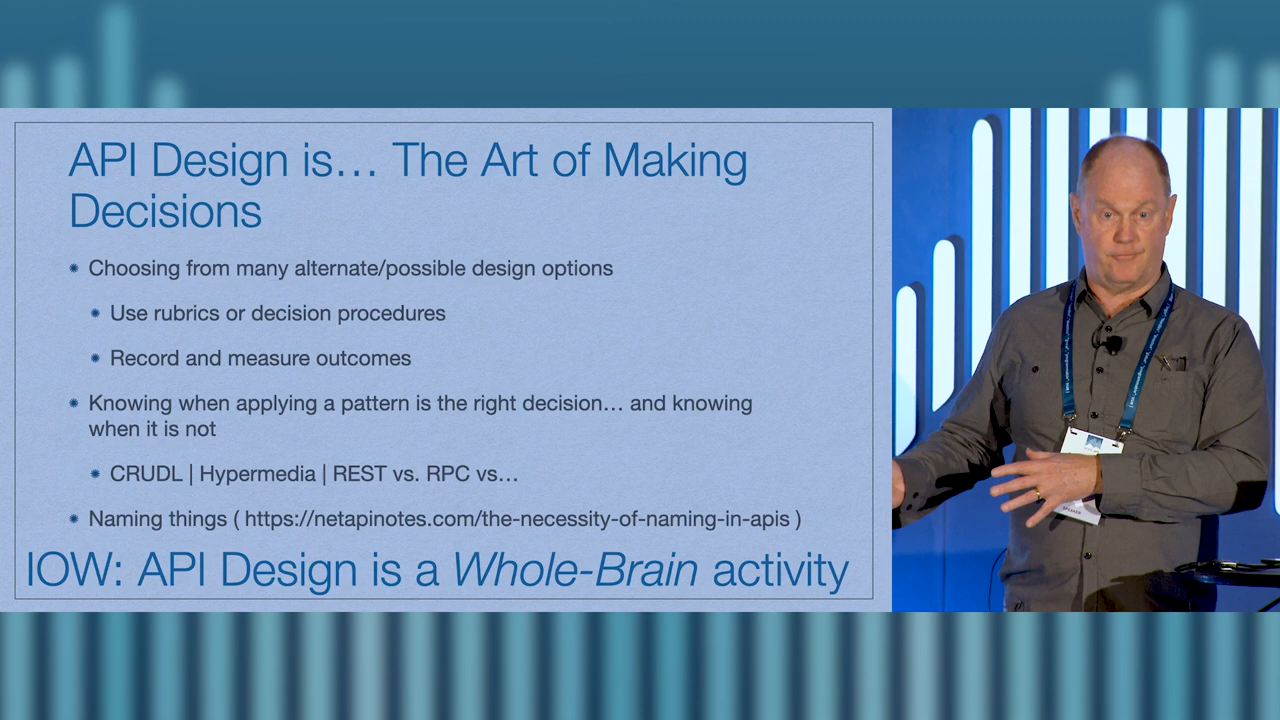 API Design is… The Art of Making
Decisions
Choosing from many alternate/possible design options
Use rubrics or decision procedures
Record and measure outcomes
Knowing when applying a pattern is the right decision… and knowing
when it is not
CRUDL | Hypermedia | REST vs. RPC vs…
Naming things ( https://netapinotes.com/the-necessity-of-naming-in-apis )
IOW: API Design is a Whole-Brain activity
SPEAKER